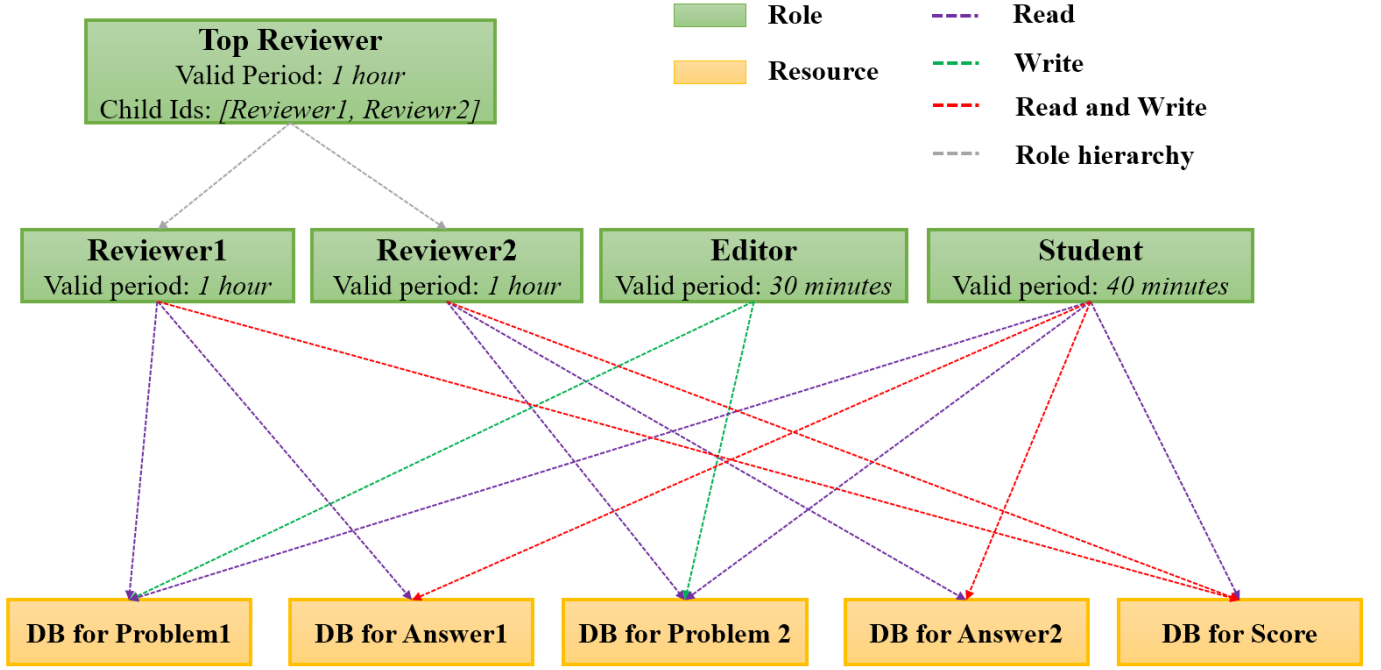 Top Reviewer
Valid Period: 1 hour
Child Ids: [Reviewer1, Reviewr2]
Role
Resource
Read
Write
Read and Write
Role hierarchy
Reviewer1
Valid period: 1 hour
Reviewer2
Valid period: 1 hour
Editor
Valid period: 30 minutes
Student
Valid period: 40 minutes
DB for Problem1
DB for Answer1
DB for Problem 2
DB for Answer2
DB for Score